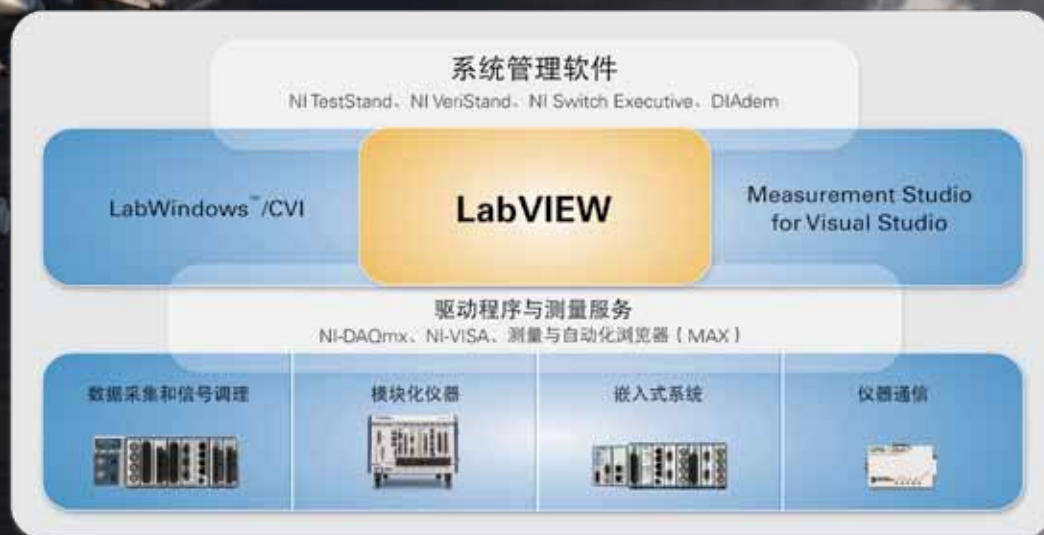 系统管理软件
NI TestStand、NI VeriStand、NI Switch Executive、DIAdem
LabWindows™/CVI
LabVIEW
Measurement Studio
for Visual Studio
驱动程序与测量服务
NI-DAQmx、NI-VISA、测量与自动化浏览器（MAX）
数据采集和信号调理
模块化仪器
嵌入式系统
仪器通信